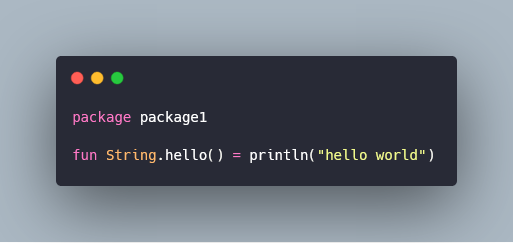 package package1
fun String.hello() = println("hello world")